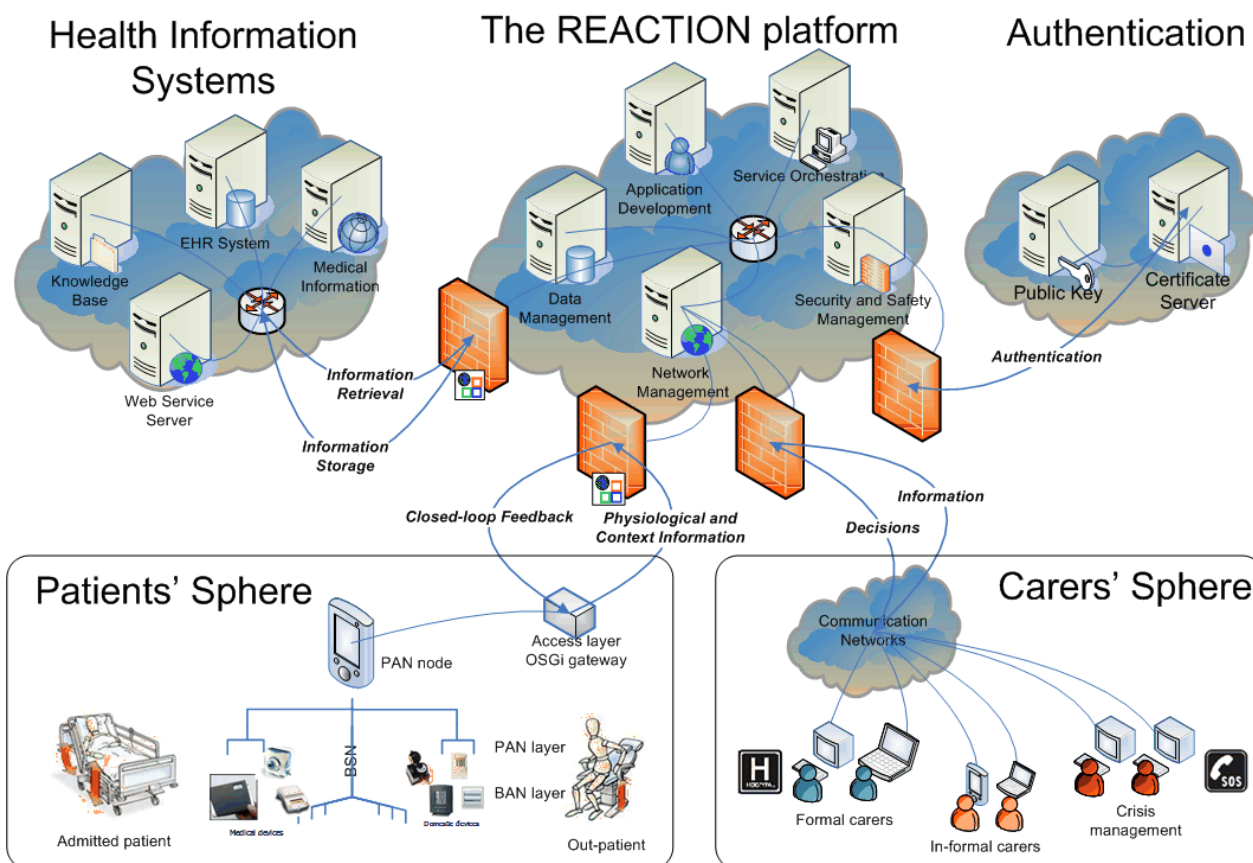 Health Information
Systems
The REACTION platform
Authentication
Knowledge
Base
EHR System
Medical
Information
Web Service
Server
Application
Development
Service Orchestration
Data
Management
Network
Management
Security and Safety
Management
Public Key
Certificate
Server
Information
Retrieval
Information
Storage
Authentication
Closed-loop Feedback
Physiological and
Context Information
Information
Decisions
Patients' Sphere
PAN node
Access layer
OSGi gateway
BSN
PAN layer
BAN layer
Medical devices
Domestic devices
Admitted patient
Out-patient
Carers' Sphere
Communication
Networks
H
HOSPITAL
Formal carers
In-formal carers
Crisis
management
SOS